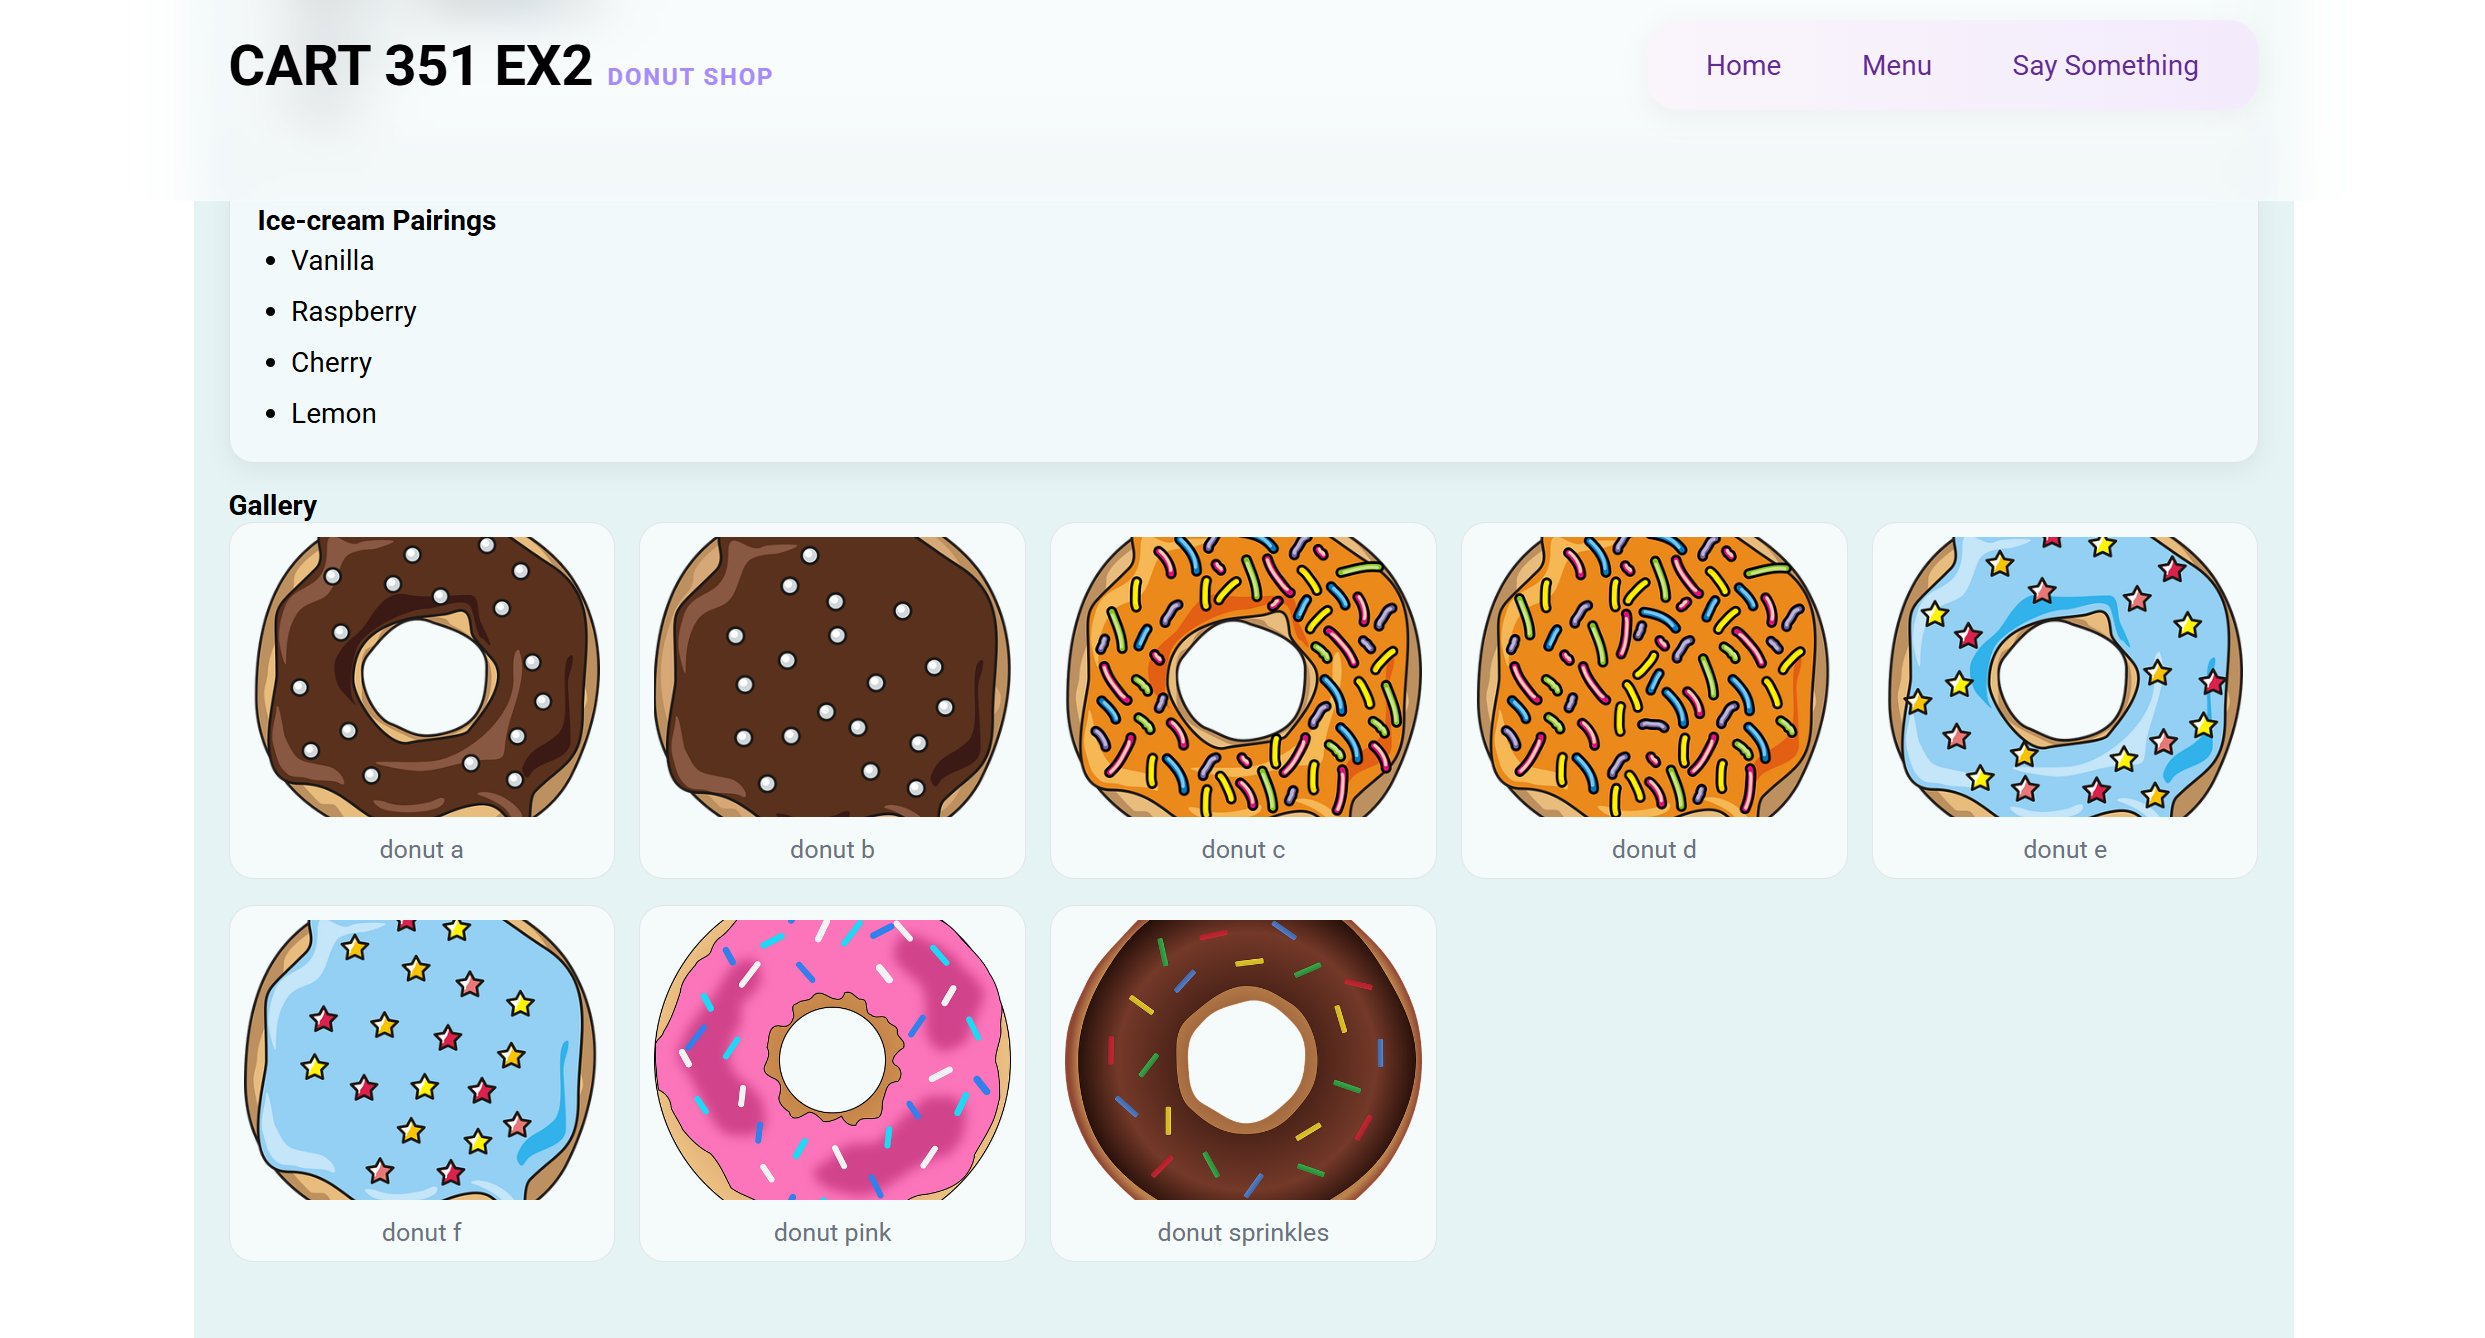 CART 351 EX2 DONUT SHOP
Home Menu Say Something
Ice-cream Pairings
• Vanilla
• Raspberry
• Cherry
• Lemon
Gallery
donut a
donut b
donut c
donut d
donut e
donut f
donut pink
donut sprinkles